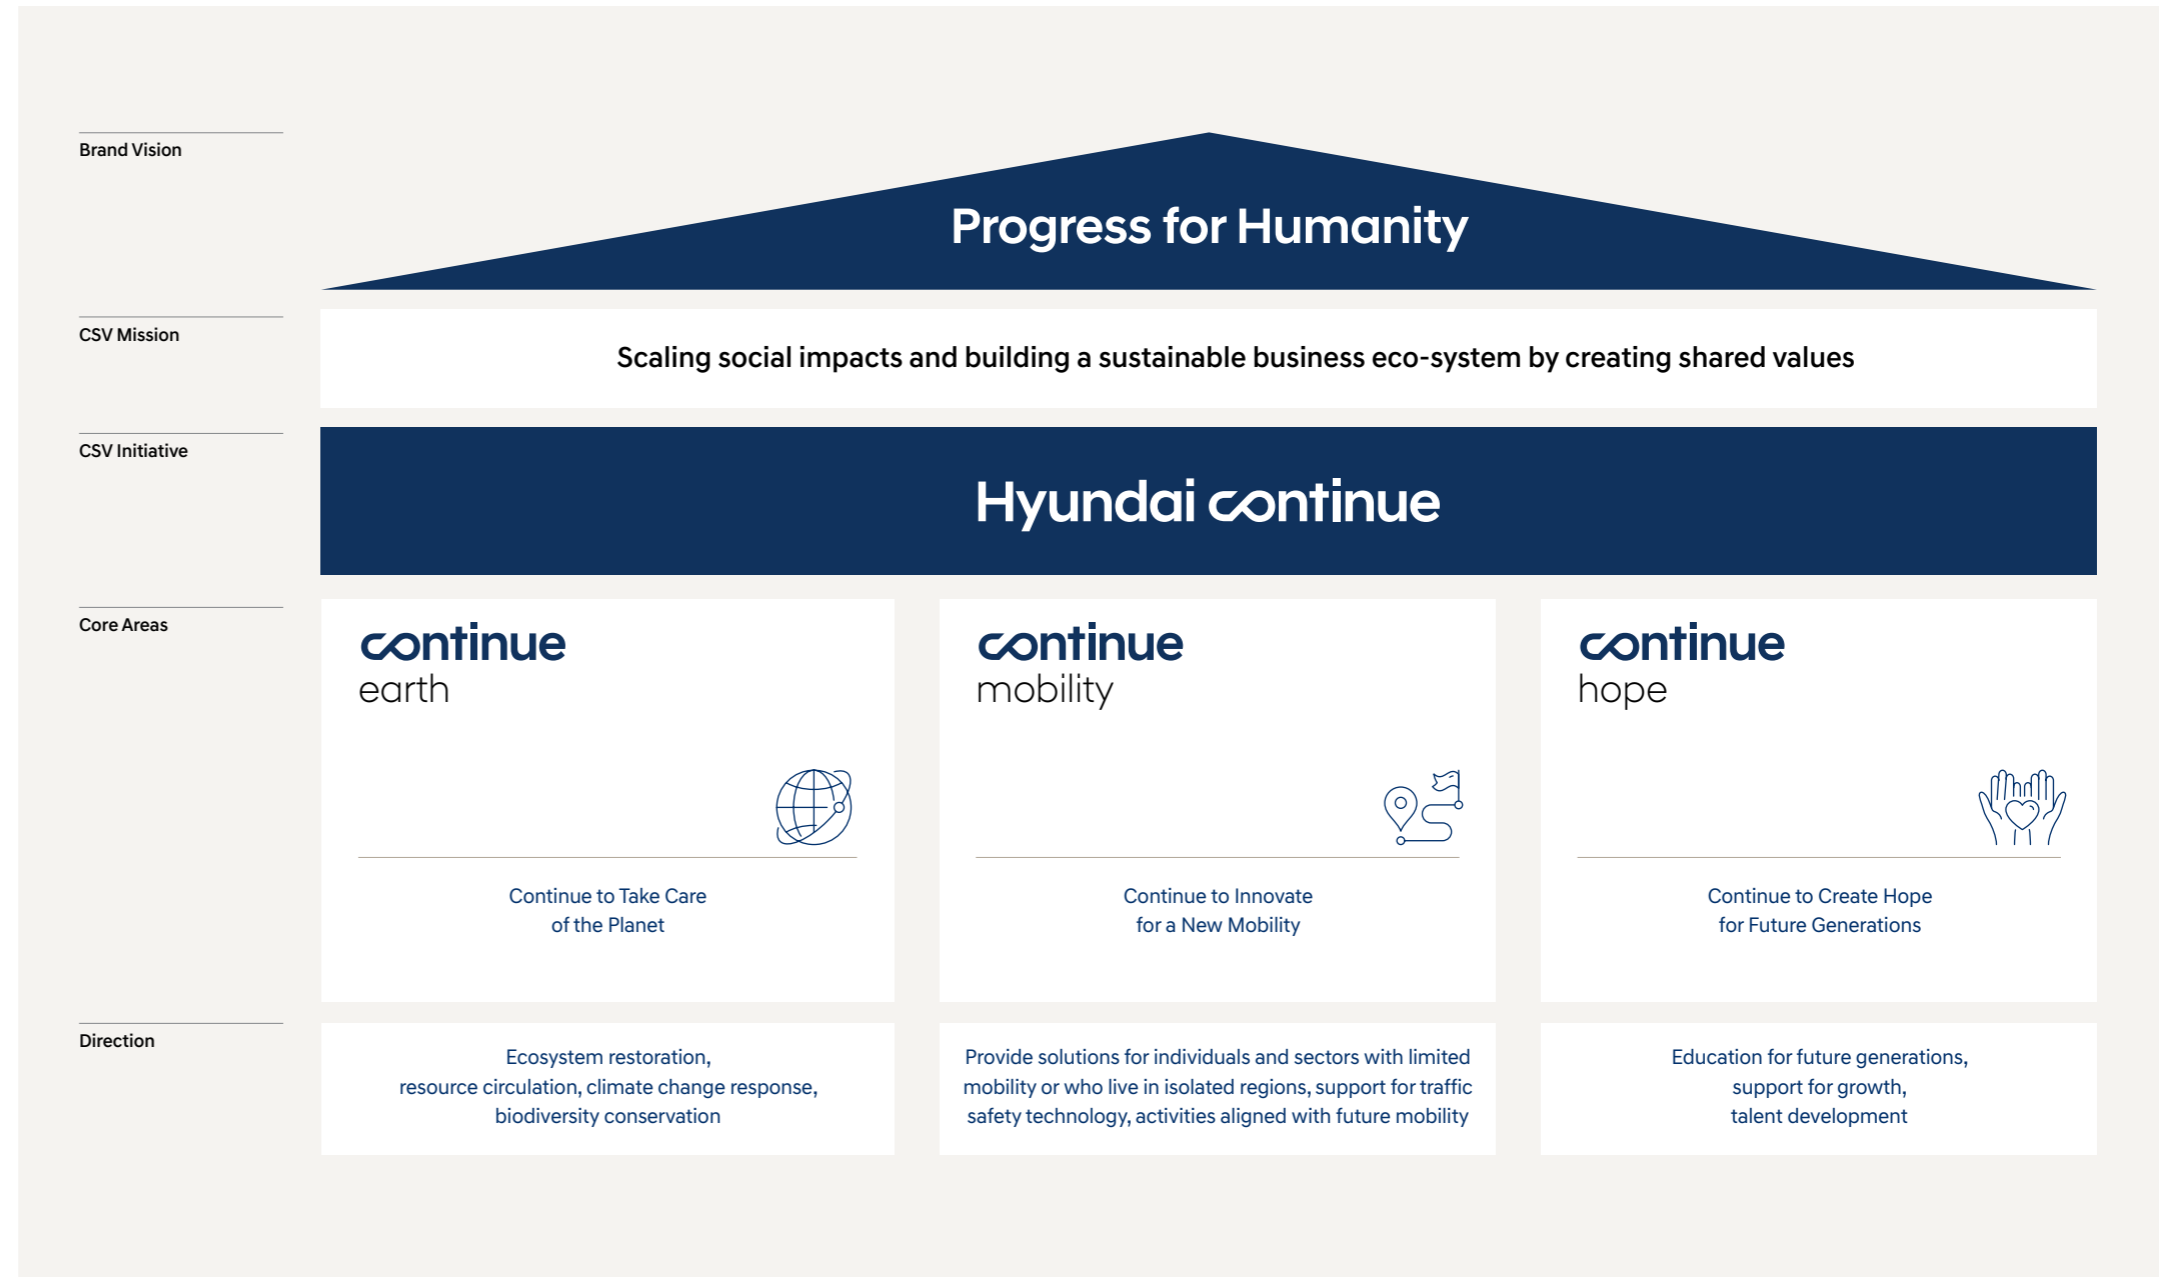 Brand Vision
Progress for Humanity
CSV Mission
Scaling social impacts and building a sustainable business eco-system by creating shared values
CSV Initiative
Hyundai continue
Core Areas
continue
earth
Continue to Take Care
of the Planet
continue
mobility
Continue to Innovate
for a New Mobility
continue
hope
Continue to Create Hope
for Future Generations
Direction
Ecosystem restoration,
resource circulation, climate change response,
biodiversity conservation
Provide solutions for individuals and sectors with limited
mobility or who live in isolated regions, support for traffic
safety technology, activities aligned with future mobility
Education for future generations,
support for growth,
talent development